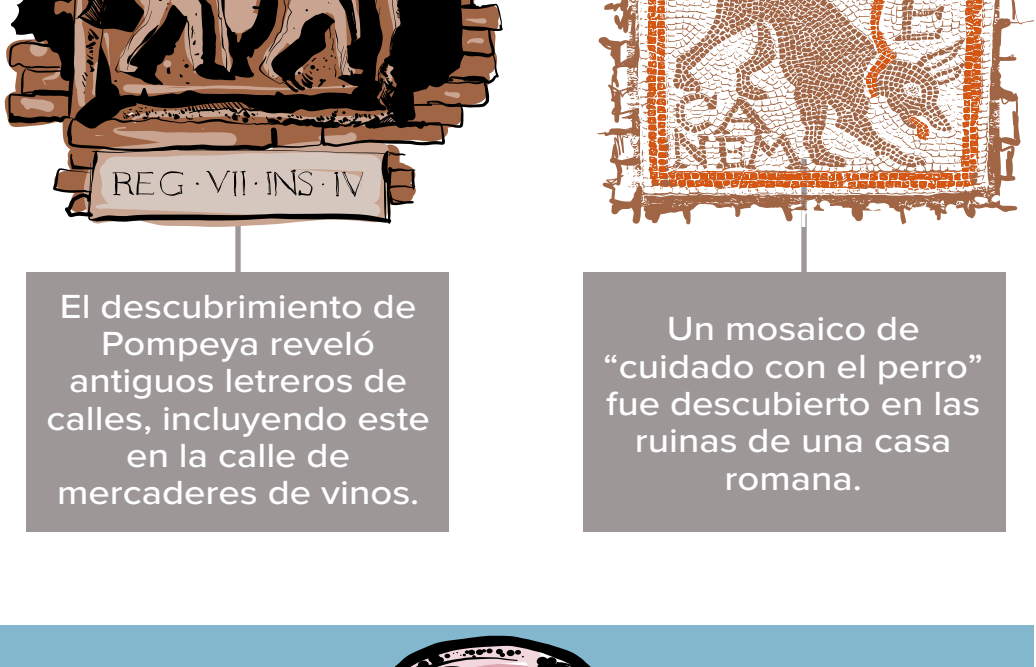 REG · VII · INS · IV
E
CA
NEM
El descubrimiento de
Pompeya reveló
antiguos letreros de
calles, incluyendo este
en la calle de
mercaderes de vinos.
Un mosaico de
“cuidado con el perro”
fue descubierto en las
ruinas de una casa
romana.